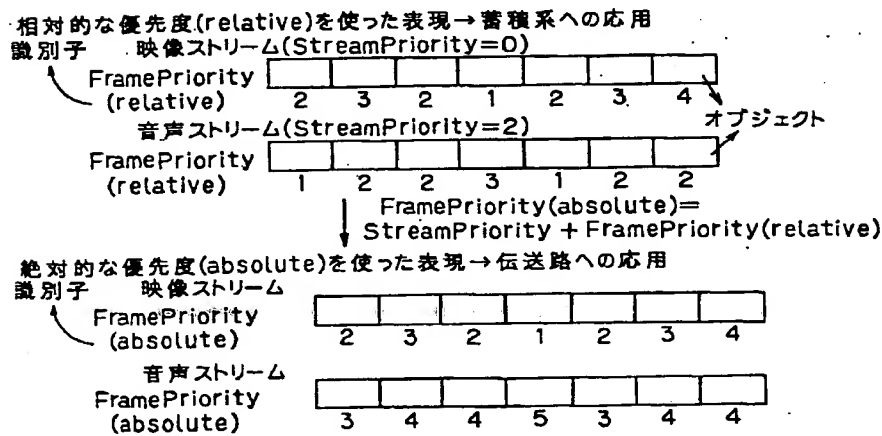 相対的な優先度(relative)を使った表現→蓄積系への応用
識別子 映像ストリーム(StreamPriority=0)
FramePriority
(relative)
2 3 2 1 2 3 4
オブジェクト
音声ストリーム(StreamPriority=2)
FramePriority
(relative)
1 2 2 3 1 2 2
FramePriority(absolute)=
StreamPriority + FramePriority(relative)
絶対的な優先度(absolute)を使った表現→伝送路への応用
識別子 映像ストリーム
FramePriority
(absolute)
2 3 2 1 2 3 4
音声ストリーム
FramePriority
(absolute)
3 4 4 5 3 4 4